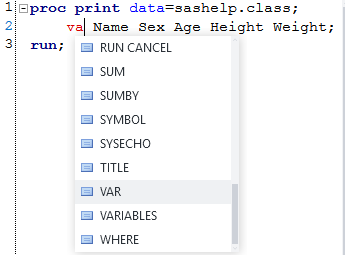 1 proc print data=sashelp.class;
2 va Name Sex Age Height Weight;
3 run;
RUN CANCEL
SUM
SUMBY
SYMBOL
SYSECHO
TITLE
VAR
VARIABLES
WHERE